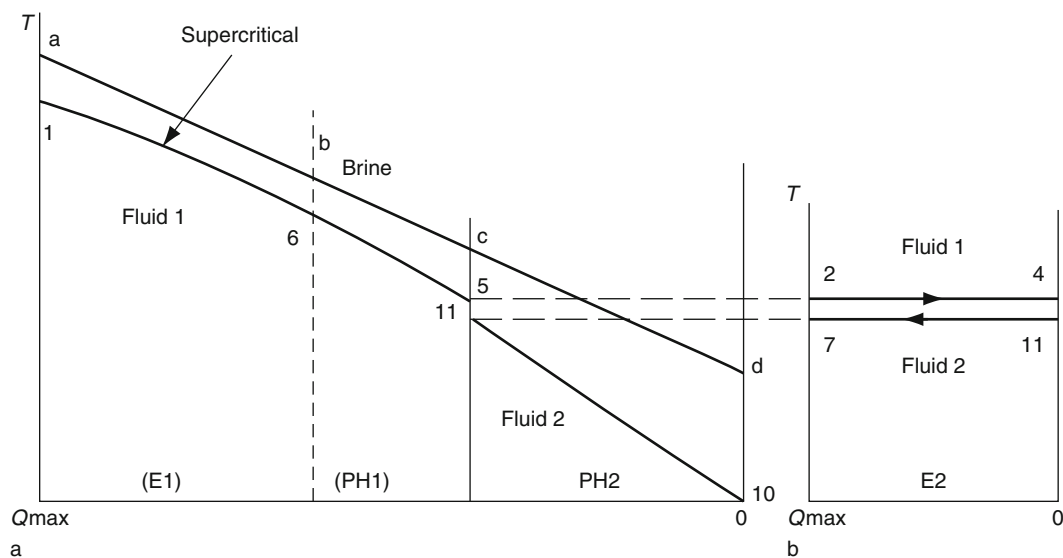 T
a
Supercritical
1
b
Brine
Fluid 1
6
c
5
11
d
Fluid 2
10
(E1)
(PH1)
PH2
Qmax
0
a
T
Fluid 1
2
4
7
11
Fluid 2
E2
Qmax
0
b